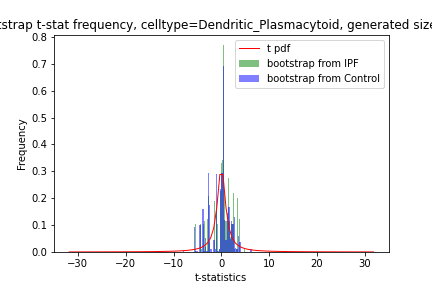 tstrap t-stat frequency, celltype=Dendritic_Plasmacytoid, generated size
0.8
0.7
0.6
0.5
0.4
0.3
0.2
0.1
0.0
Frequency
t pdf
bootstrap from IPF
bootstrap from Control
−30 −20 −10 0 10 20 30
t-statistics